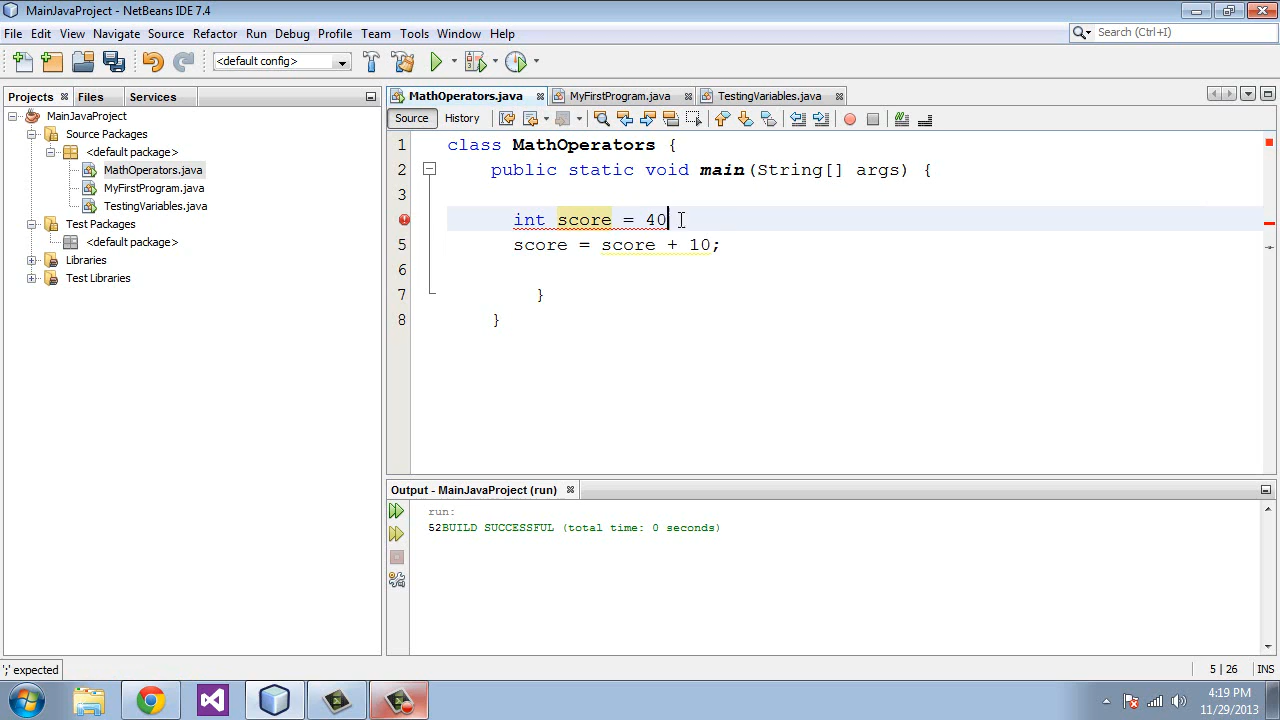 MainJavaProject - NetBeans IDE 7.4
File Edit View Navigate Source Refactor Run Debug Profile Team Tools Window Help
Search (Ctrl+I)
<default config>
Projects Files Services
MainJavaProject
Source Packages
<default package>
MathOperators.java
MyFirstProgram.java
TestingVariables.java
Test Packages
<default package>
Libraries
Test Libraries
MathOperators.java MyFirstProgram.java TestingVariables.java
Source History
1 class MathOperators {
2 public static void main(String[] args) {
3
int score = 40
5 score = score + 10;
6
7 }
8 }
Output - MainJavaProject (run)
run:
52BUILD SUCCESSFUL (total time: 0 seconds)
';' expected
5 | 26 INS
4:19 PM
11/29/2013